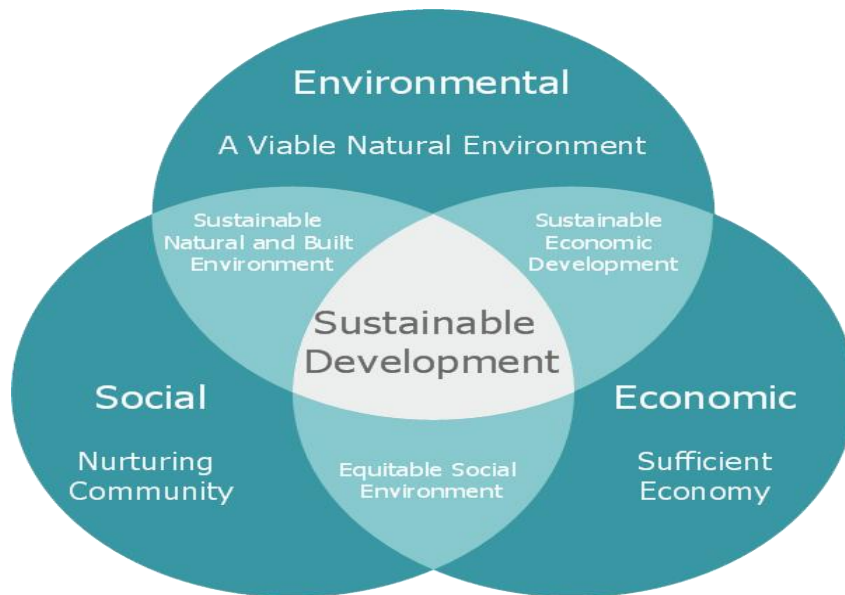 Environmental
A Viable Natural Environment
Sustainable
Natural and Built
Environment
Sustainable
Economic
Development
Sustainable
Development
Social
Nurturing
Community
Equitable Social
Environment
Economic
Sufficient
Economy